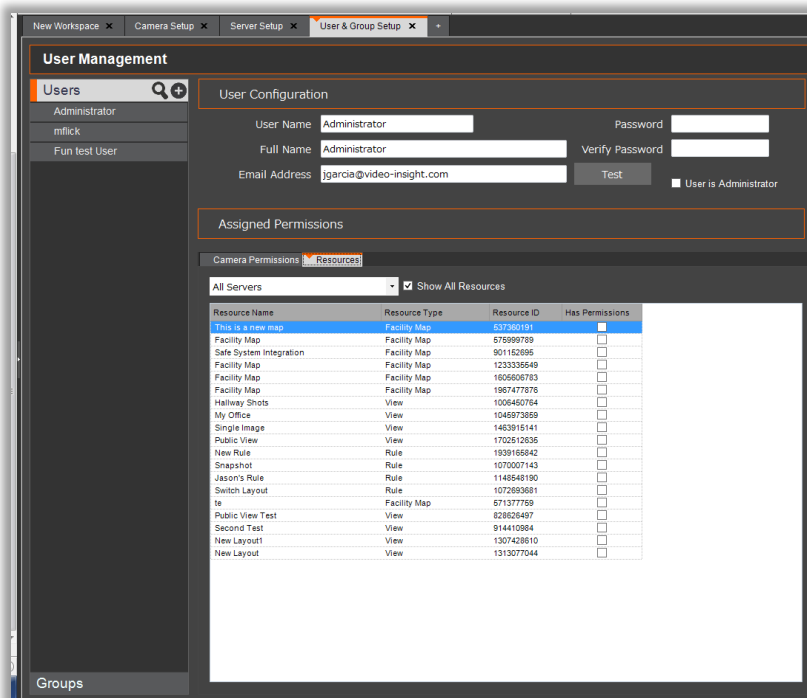 New Workspace × Camera Setup × Server Setup × User & Group Setup × +
User Management
Users
Administrator
mflick
Fun test User
Groups
User Configuration
User Name Administrator Password
Full Name Administrator Verify Password
Email Address jgarcia@video-insight.com Test User is Administrator
Assigned Permissions
Camera Permissions Resources
All Servers Show All Resources
Resource Name Resource Type Resource ID Has Permissions
This is a new map Facility Map 537360191
Facility Map Facility Map 575999789
Safe System Integration Facility Map 901152695
Facility Map Facility Map 1233335549
Facility Map Facility Map 1605606783
Facility Map Facility Map 1967477876
Hallway Shots View 1006450764
My Office View 1045973859
Single Image View 1463915141
Public View View 1702512635
New Rule Rule 1939165842
Snapshot Rule 1070007143
Jason's Rule Rule 1148548190
Switch Layout Rule 1072693681
te Facility Map 571377759
Public View Test View 828626497
Second Test View 914410984
New Layout1 View 1307428610
New Layout View 1313077044